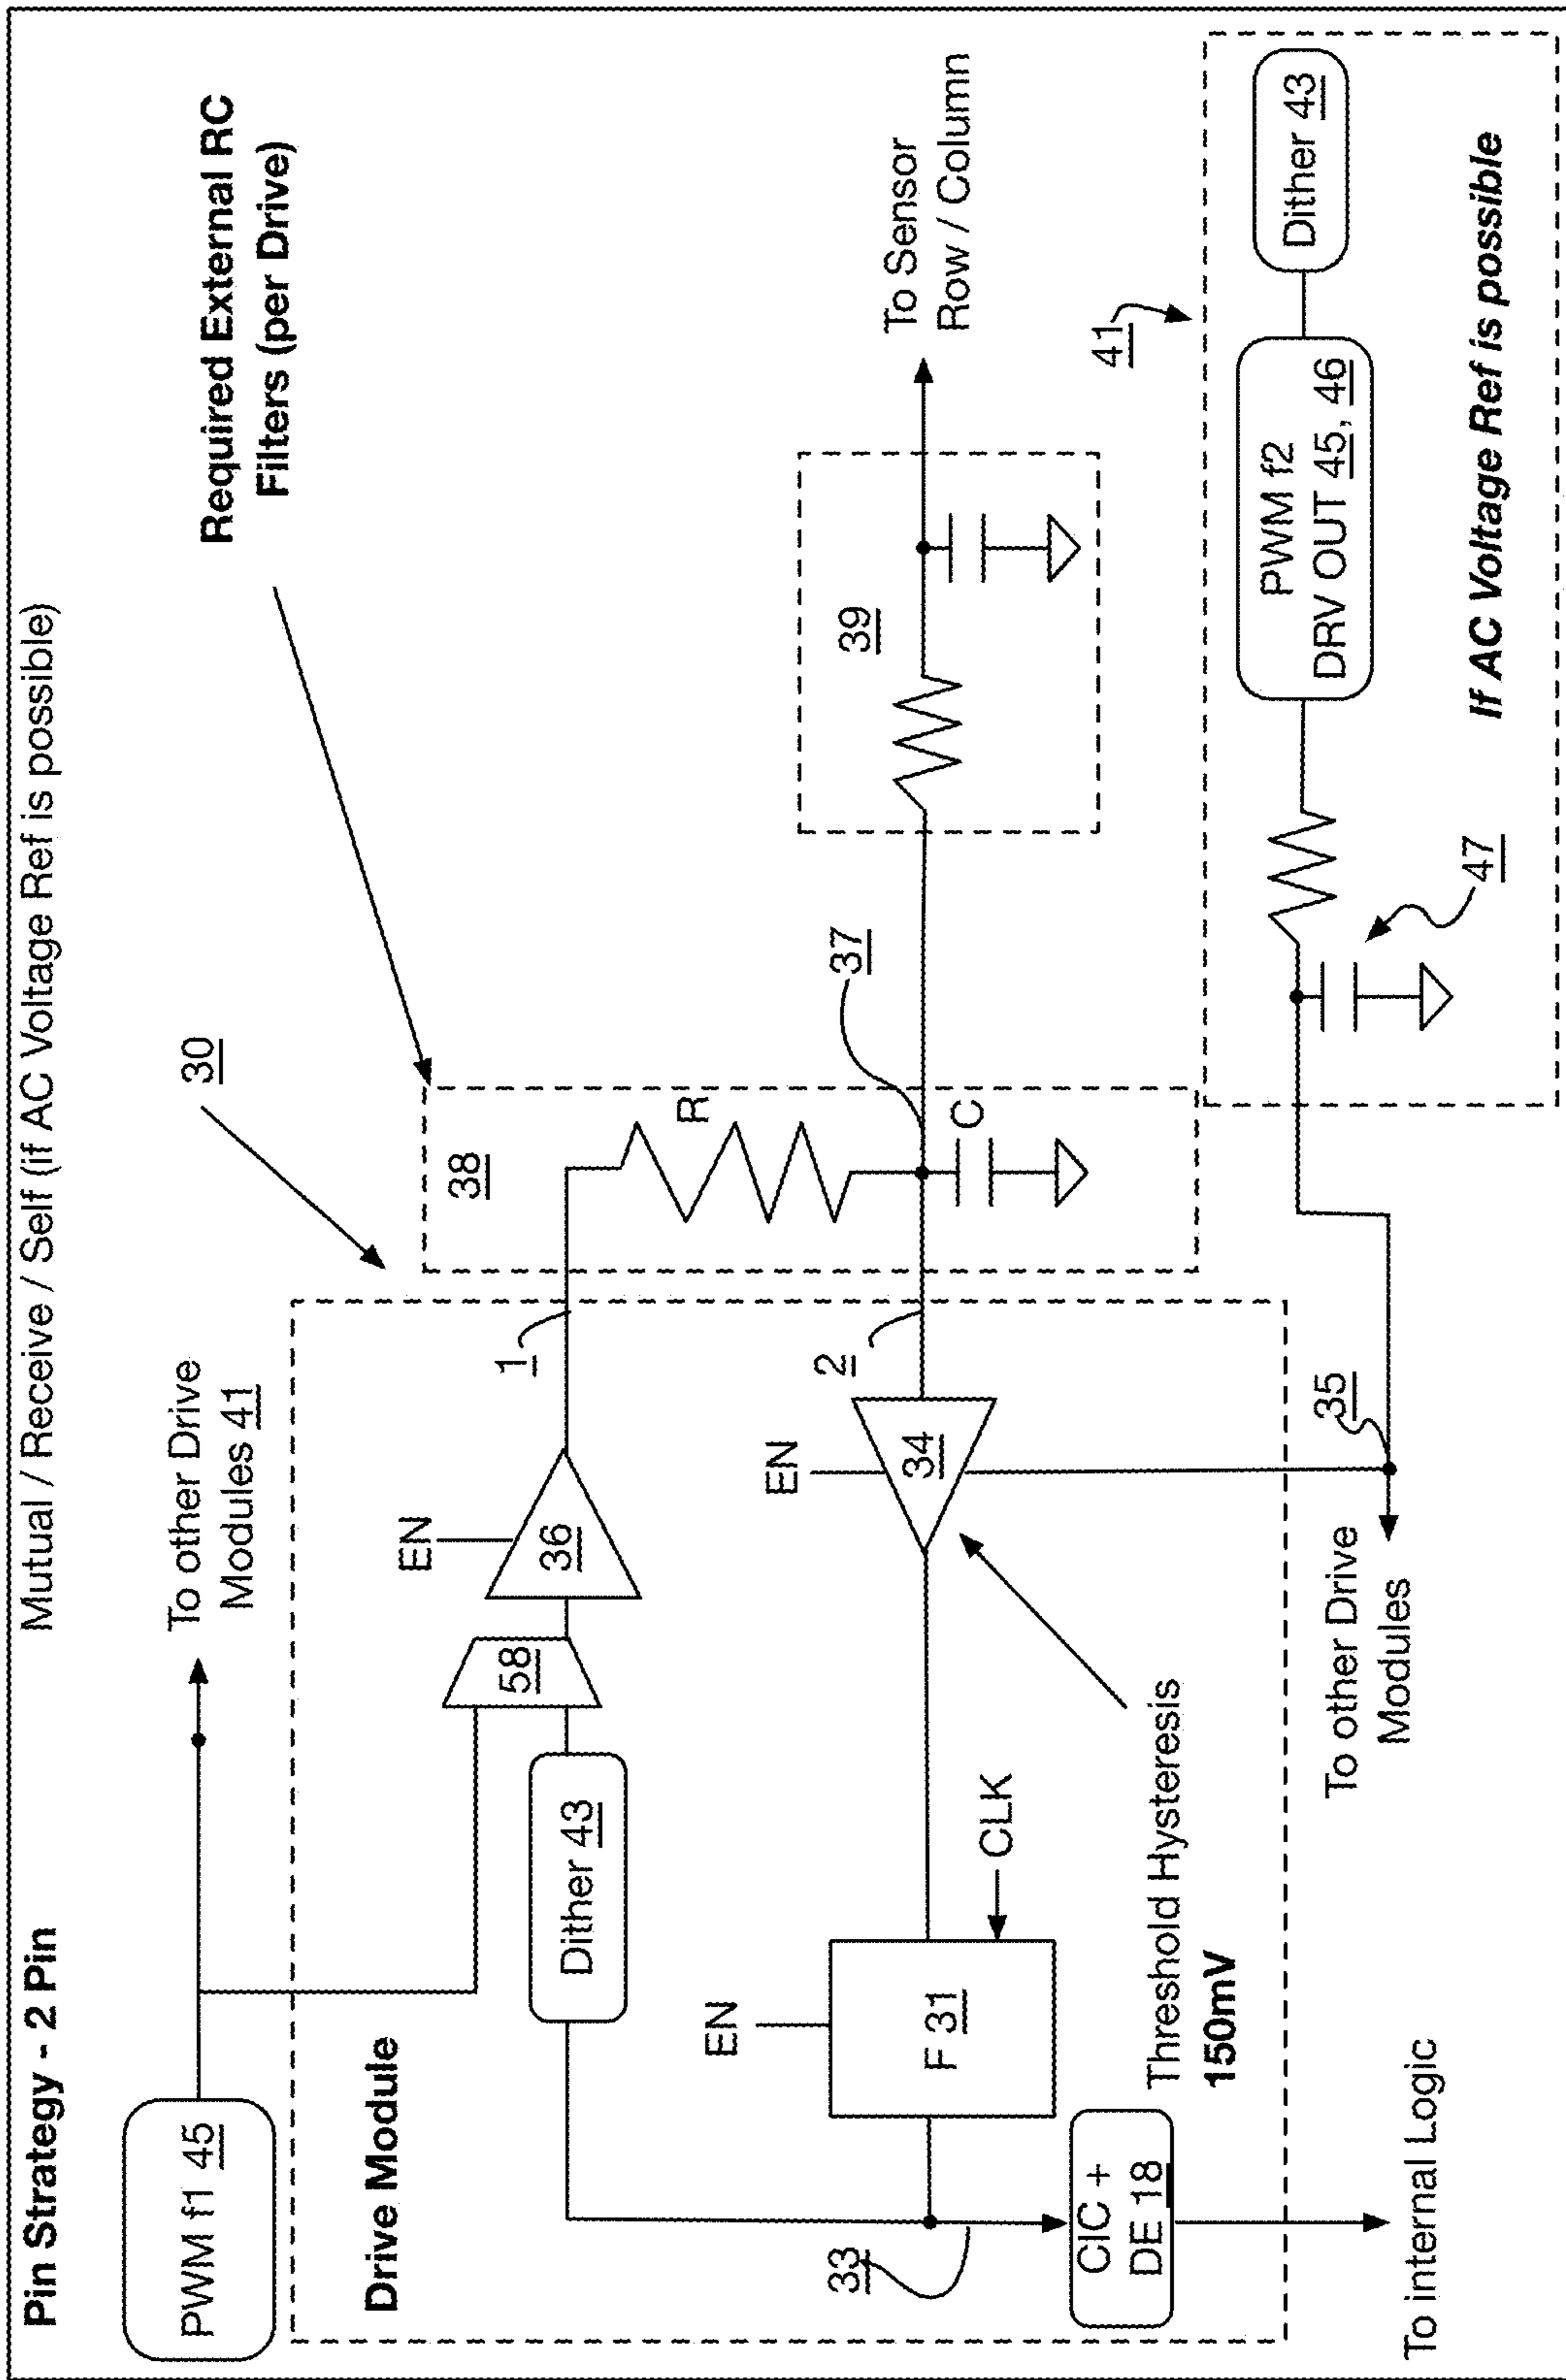 Pin Strategy - 2 Pin
Mutual / Receive / Self (if AC Voltage Ref is possible)
PWM f1 45
To other Drive
Modules 41
30
Required External RC
Filters (per Drive)
Drive Module
EN
36
58
Dither 43
1
38
R
C
37
39
To Sensor
Row / Column
EN
F 31
CLK
EN
34
2
33
CIC +
DE 18
Threshold Hysteresis
150mV
To internal Logic
To other Drive
Modules
35
41
PWM f2
DRV OUT 45, 46
Dither 43
47
If AC Voltage Ref is possible